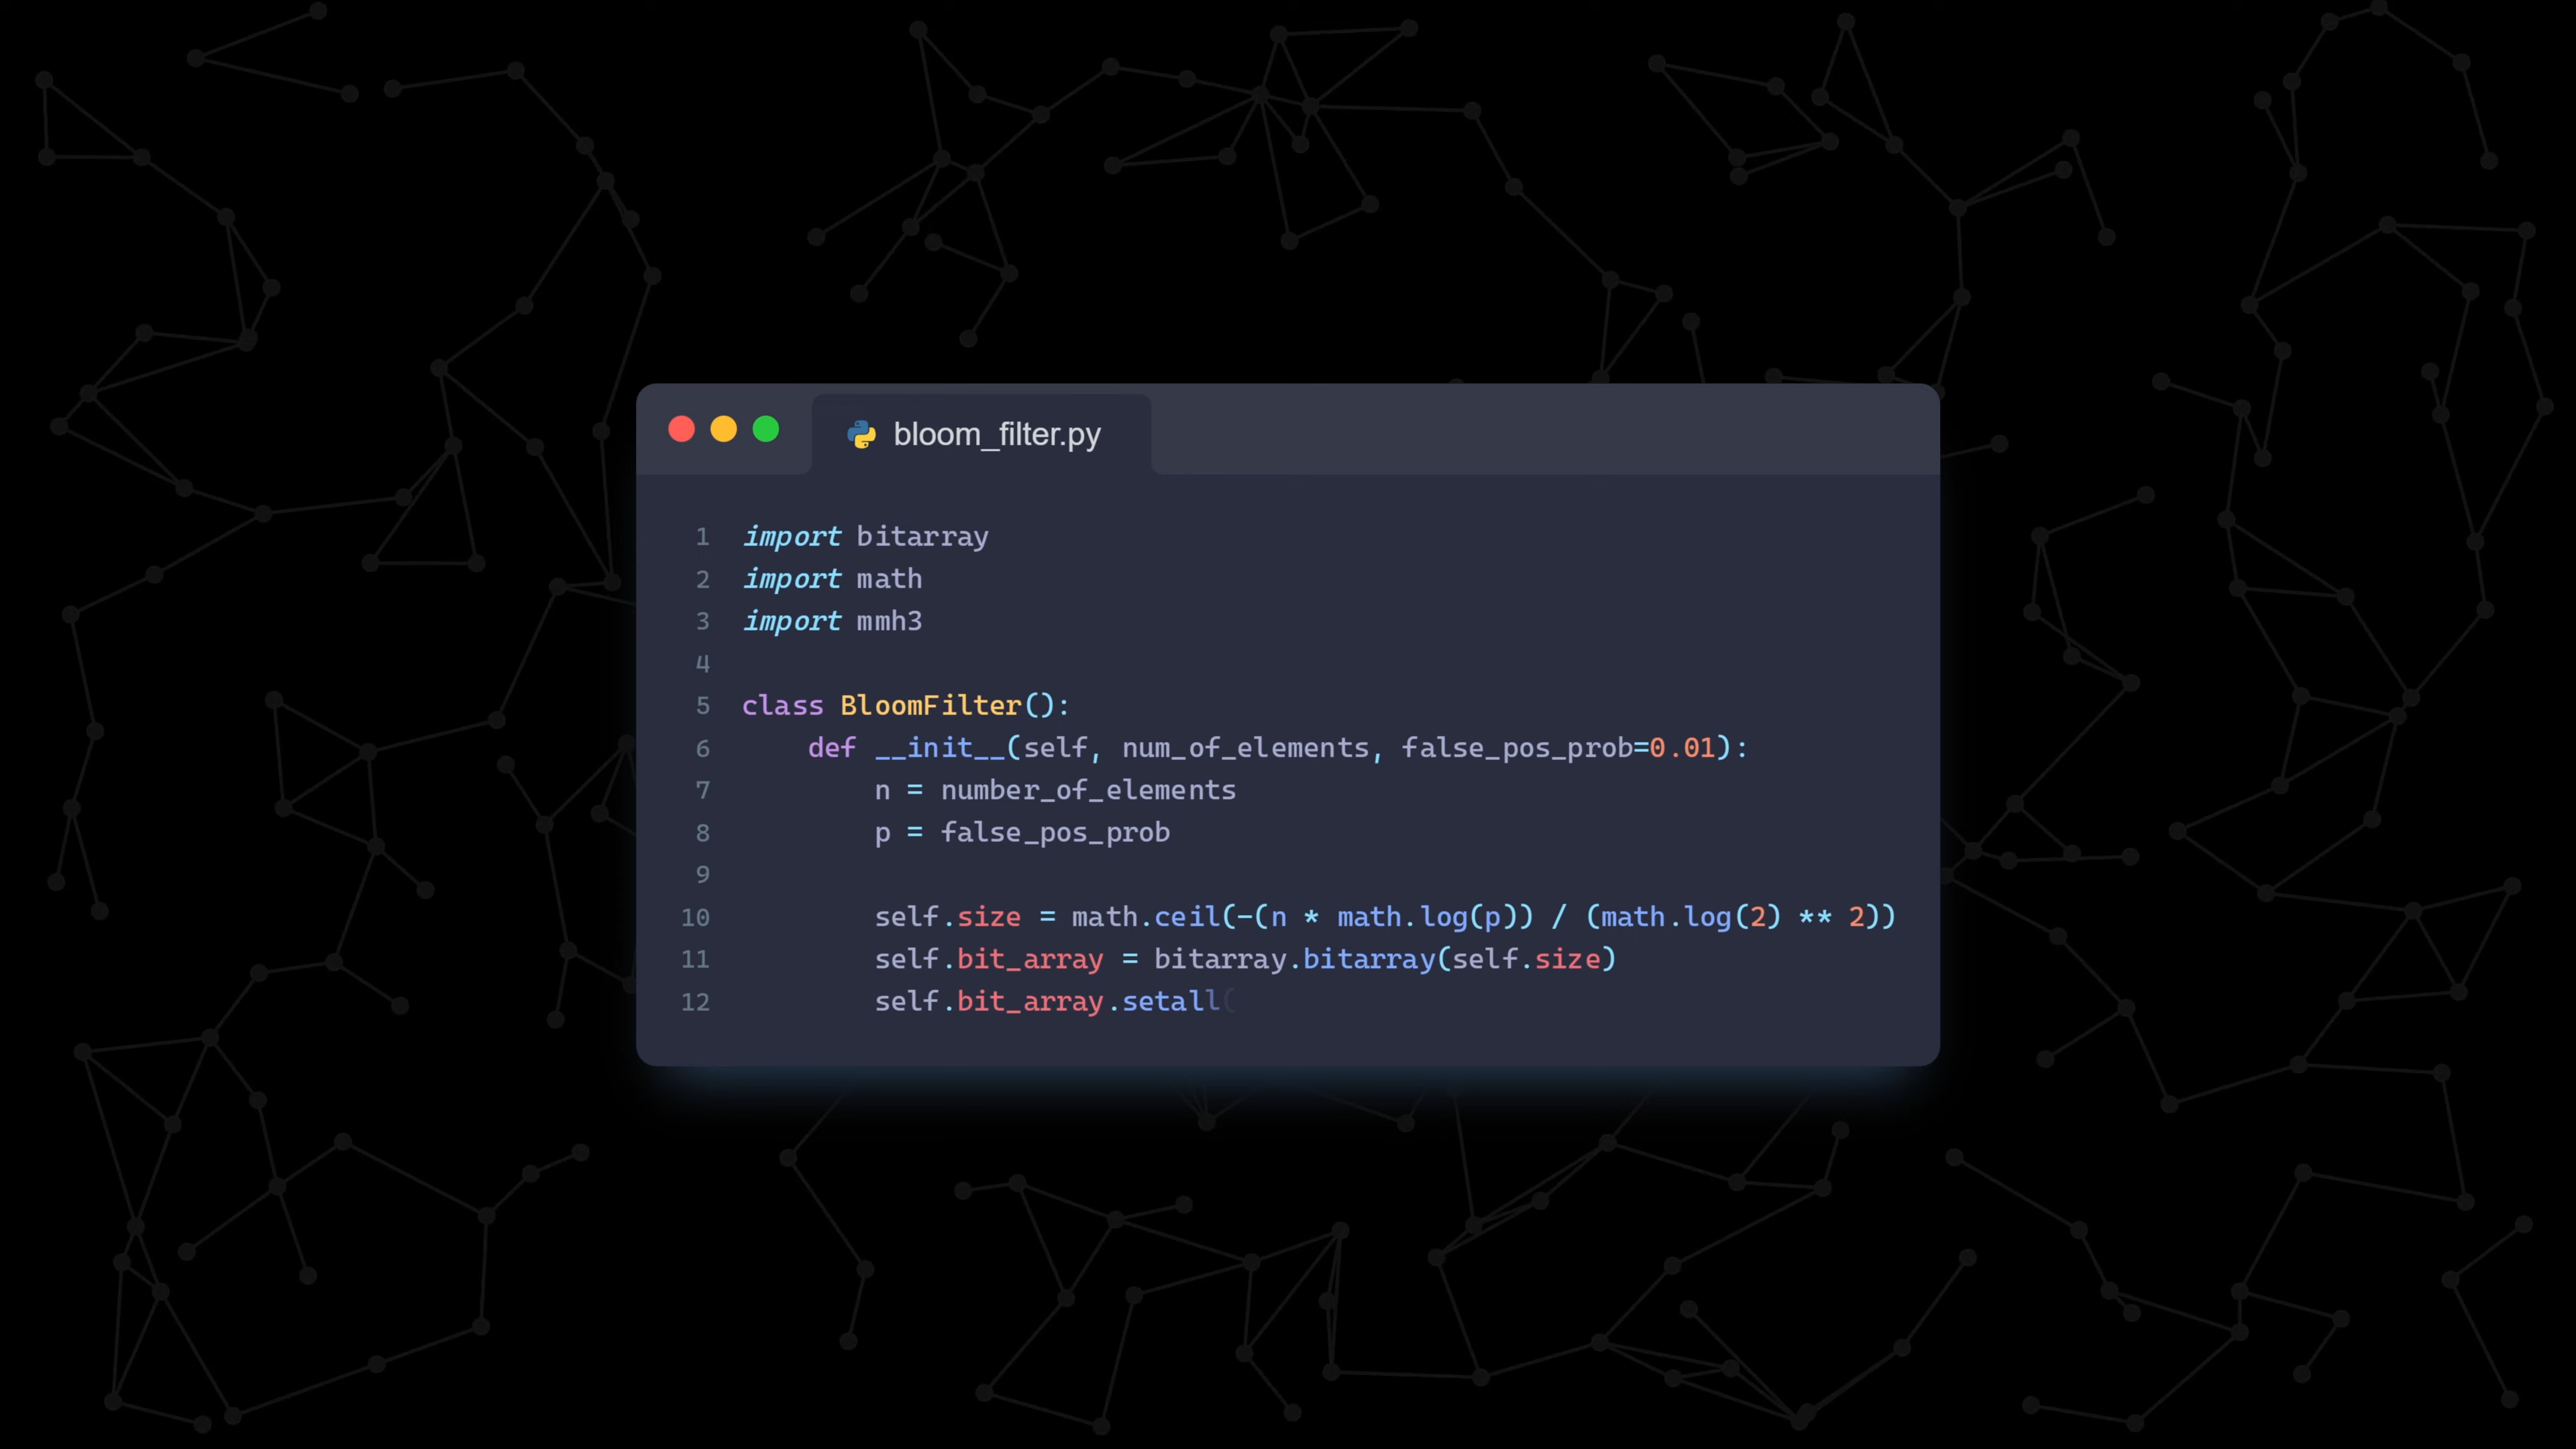 bloom_filter.py
1 import bitarray
2 import math
3 import mmh3
4
5 class BloomFilter():
6     def __init__(self, num_of_elements, false_pos_prob=0.01):
7         n = number_of_elements
8         p = false_pos_prob
9
10         self.size = math.ceil(-(n * math.log(p)) / (math.log(2) ** 2))
11         self.bit_array = bitarray.bitarray(self.size)
12         self.bit_array.setall(